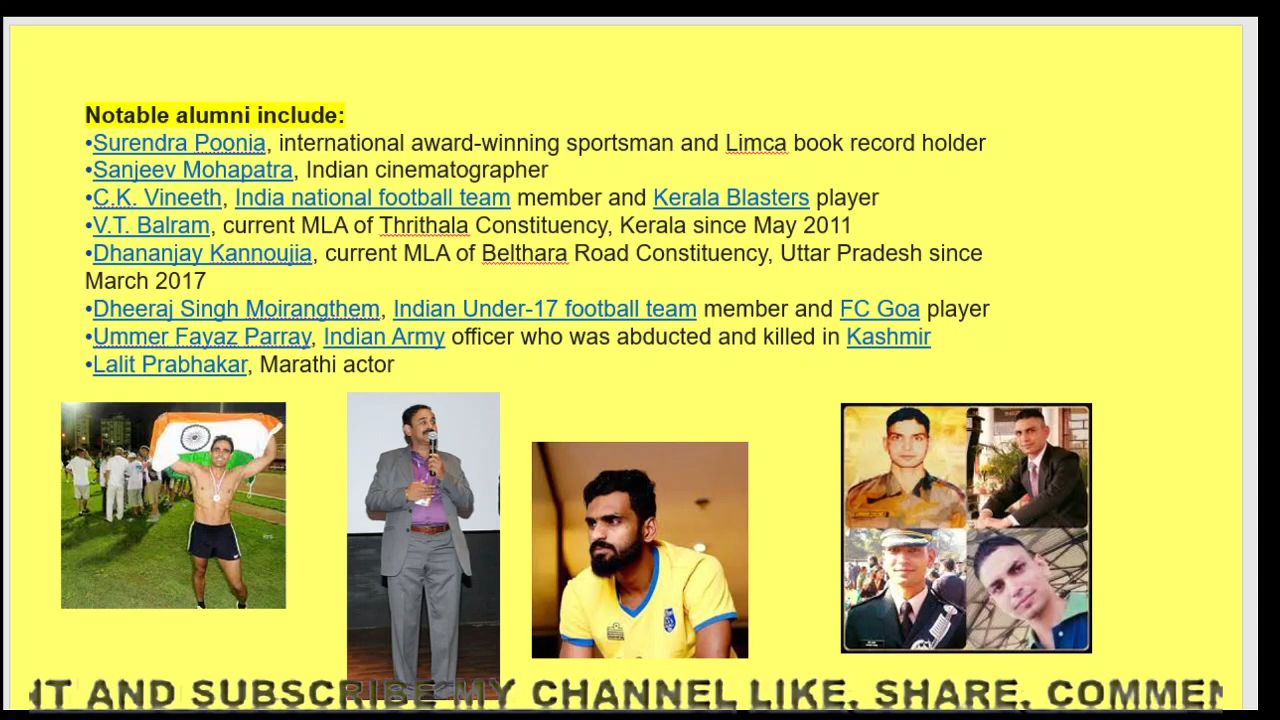 Notable alumni include:
•Surendra Poonia, international award-winning sportsman and Limca book record holder
•Sanjeev Mohapatra, Indian cinematographer
•C.K. Vineeth, India national football team member and Kerala Blasters player
•V.T. Balram, current MLA of Thrithala Constituency, Kerala since May 2011
•Dhananjay Kannoujia, current MLA of Belthara Road Constituency, Uttar Pradesh since
March 2017
•Dheeraj Singh Moirangthem, Indian Under-17 football team member and FC Goa player
•Ummer Fayaz Parray, Indian Army officer who was abducted and killed in Kashmir
•Lalit Prabhakar, Marathi actor
NT AND SUBSCRIBE MY CHANNEL LIKE, SHARE, COMMEN